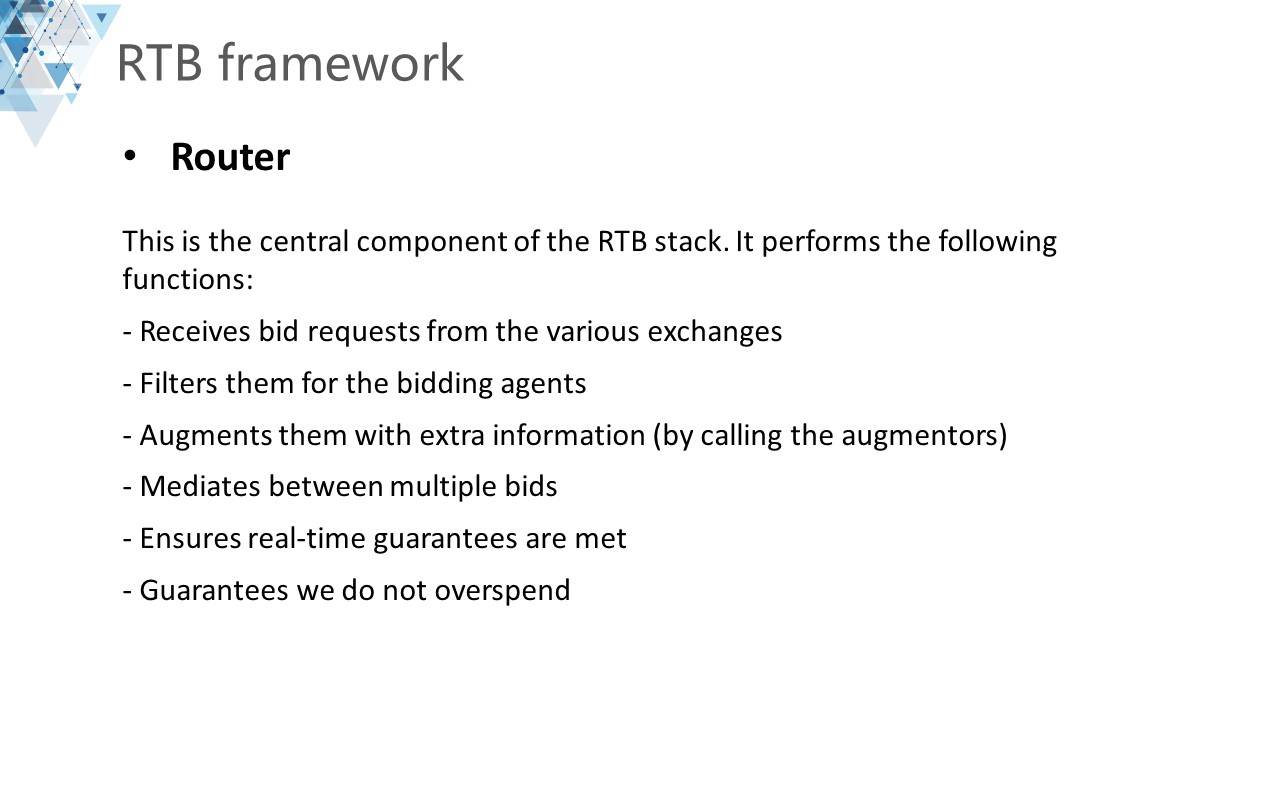 RTB framework
• Router
This is the central component of the RTB stack. It performs the following
functions:
- Receives bid requests from the various exchanges
- Filters them for the bidding agents
- Augments them with extra information (by calling the augmentors)
- Mediates between multiple bids
- Ensures real-time guarantees are met
- Guarantees we do not overspend